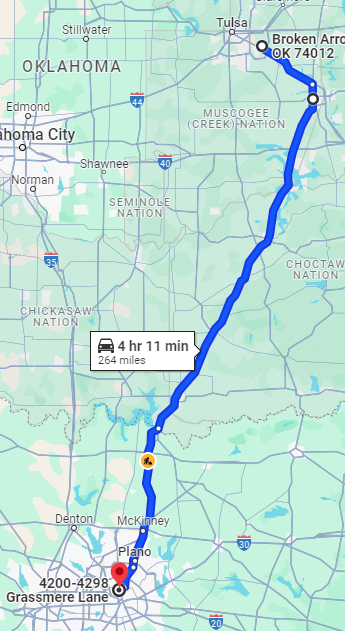 Stillwater
Tulsa
Broken Arro
OK 74012
OKLAHOMA
44
Edmond
MUSCOGEE
(CREEK) NATION
ahoma City
Shawnee
40
Norman
SEMINOLE
NATION
35
CHOCTAW
NATION
CHICKASAW
NATION
4 hr 11 min
264 miles
Denton
McKinney
30
Plano
4200-4298
Grassmere Lane
20